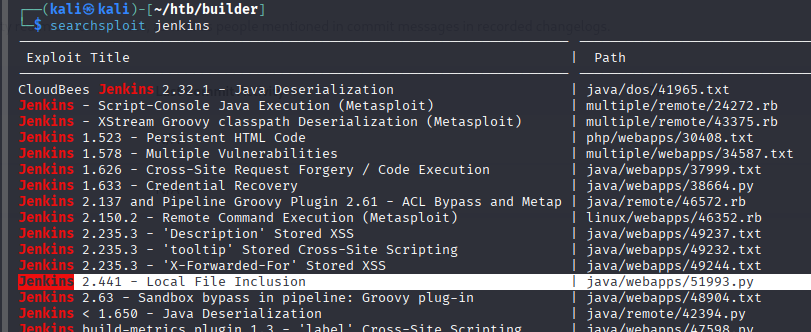 ┌──(kali㉿kali)-[~/htb/builder]
└─$ searchsploit jenkins
Exploit Title | Path
CloudBees Jenkins 2.32.1 - Java Deserialization | java/dos/41965.txt
Jenkins - Script-Console Java Execution (Metasploit) | multiple/remote/24272.rb
Jenkins - XStream Groovy classpath Deserialization (Metasploit) | multiple/remote/43375.rb
Jenkins 1.523 - Persistent HTML Code | php/webapps/30408.txt
Jenkins 1.578 - Multiple Vulnerabilities | multiple/webapps/34587.txt
Jenkins 1.626 - Cross-Site Request Forgery / Code Execution | java/webapps/37999.txt
Jenkins 1.633 - Credential Recovery | java/webapps/38664.py
Jenkins 2.137 and Pipeline Groovy Plugin 2.61 - ACL Bypass and Metap | java/remote/46572.rb
Jenkins 2.150.2 - Remote Command Execution (Metasploit) | linux/webapps/46352.rb
Jenkins 2.235.3 - 'Description' Stored XSS | java/webapps/49237.txt
Jenkins 2.235.3 - 'tooltip' Stored Cross-Site Scripting | java/webapps/49232.txt
Jenkins 2.235.3 - 'X-Forwarded-For' Stored XSS | java/webapps/49244.txt
Jenkins 2.441 - Local File Inclusion | java/webapps/51993.py
Jenkins 2.63 - Sandbox bypass in pipeline: Groovy plug-in | java/webapps/48904.txt
Jenkins < 1.650 - Java Deserialization | java/remote/42394.py
build-metrics plugin 1.3 - 'label' Cross-Site Scripting | java/webapps/47598.py